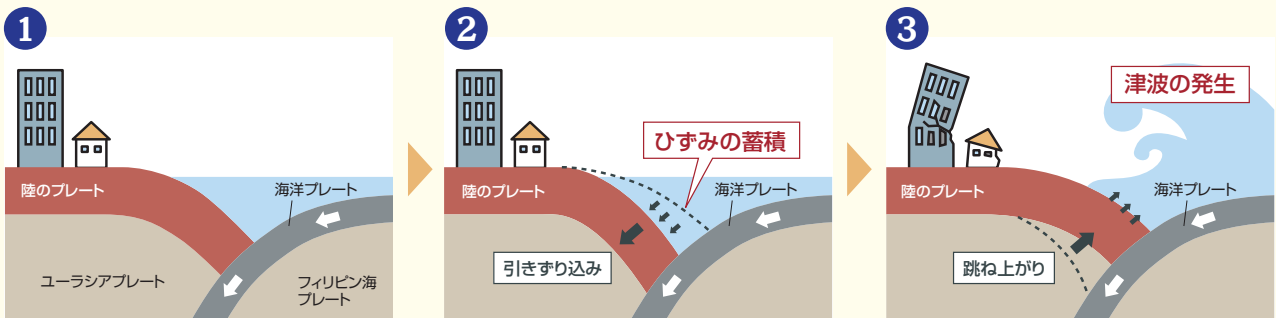 1
陸のプレート
海洋プレート
ユーラシアプレート
フィリピン海
プレート
2
ひずみの蓄積
陸のプレート
海洋プレート
引きずり込み
3
津波の発生
陸のプレート
海洋プレート
跳ね上がり